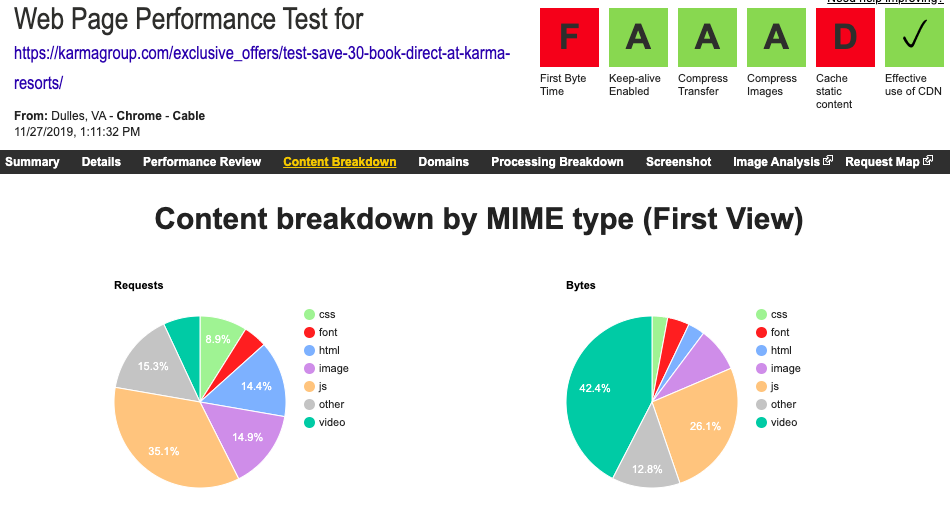 Need help improving?
Web Page Performance Test for
https://karmagroup.com/exclusive_offers/test-save-30-book-direct-at-karma-
resorts/
From: Dulles, VA - Chrome - Cable
11/27/2019, 1:11:32 PM
F
First Byte
Time
A
Keep-alive
Enabled
A
Compress
Transfer
A
Compress
Images
D
Cache
static
content
✓
Effective
use of CDN
Summary Details Performance Review Content Breakdown Domains Processing Breakdown Screenshot Image Analysis Request Map
Content breakdown by MIME type (First View)
Requests
8.9%
14.4%
14.9%
35.1%
15.3%
css
font
html
image
js
other
video
Bytes
42.4%
26.1%
12.8%
css
font
html
image
js
other
video